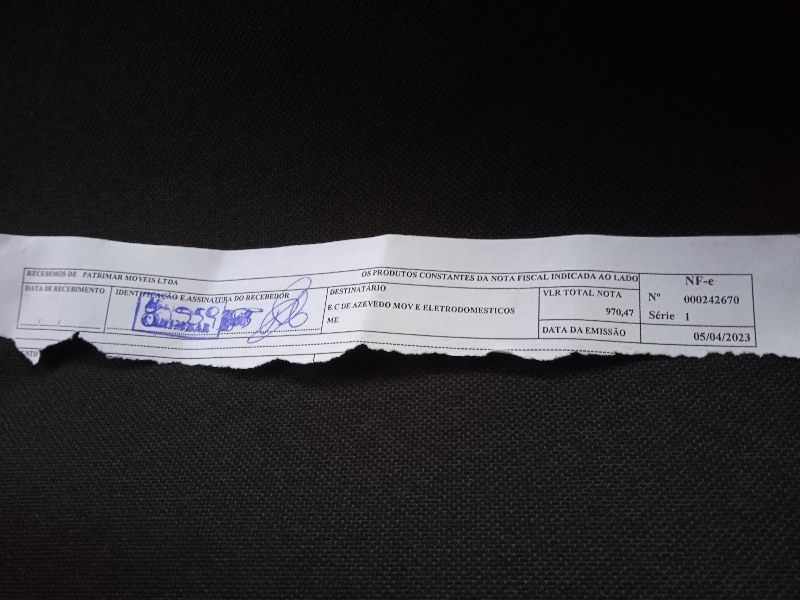 RECEBEMOS DE PATRIMAR MOVEIS LTDA OS PRODUTOS CONSTANTES DA NOTA FISCAL INDICADA AO LADO
NF-e
DATA DE RECEBIMENTO
IDENTIFICAÇÃO E ASSINATURA DO RECEBEDOR
DESTINATÁRIO
E C DE AZEVEDO MOV E ELETRODOMESTICOS
ME
VLR TOTAL NOTA
970,47
DATA DA EMISSÃO
Nº 000242670
Série 1
05/04/2023